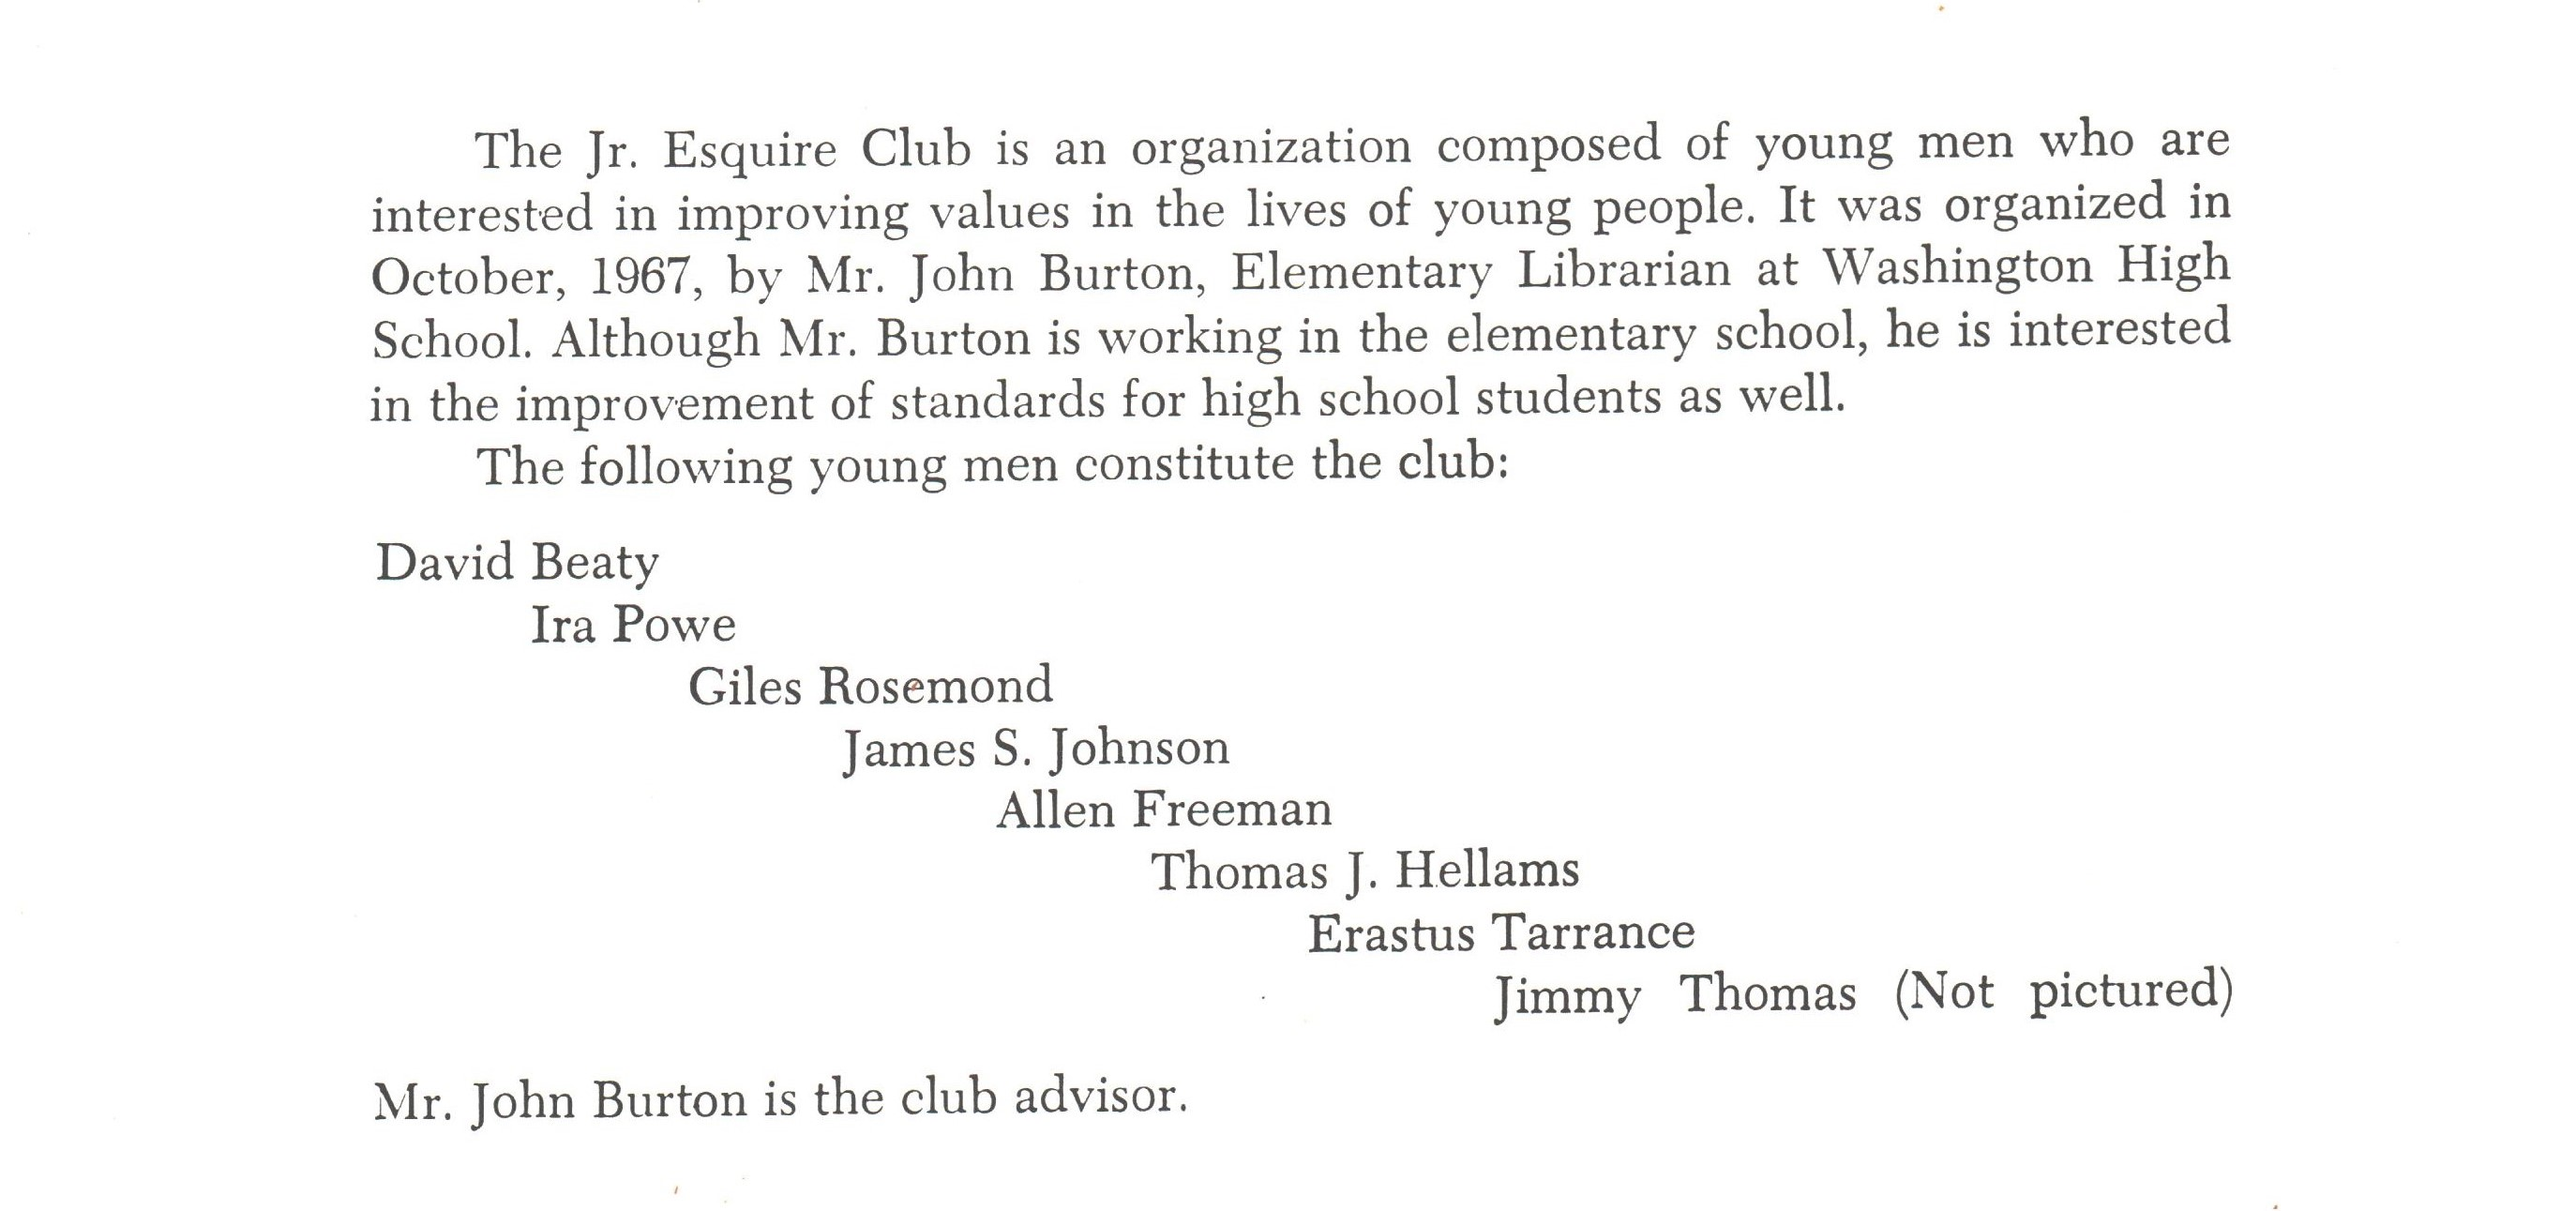 The Jr. Esquire Club is an organization composed of young men who are
interested in improving values in the lives of young people. It was organized in
October, 1967, by Mr. John Burton, Elementary Librarian at Washington High
School. Although Mr. Burton is working in the elementary school, he is interested
in the improvement of standards for high school students as well.
The following young men constitute the club:
David Beaty
Ira Powe
Giles Rosemond
James S. Johnson
Allen Freeman
Thomas J. Hellams
Erastus Tarrance
Jimmy Thomas (Not pictured)
Mr. John Burton is the club advisor.